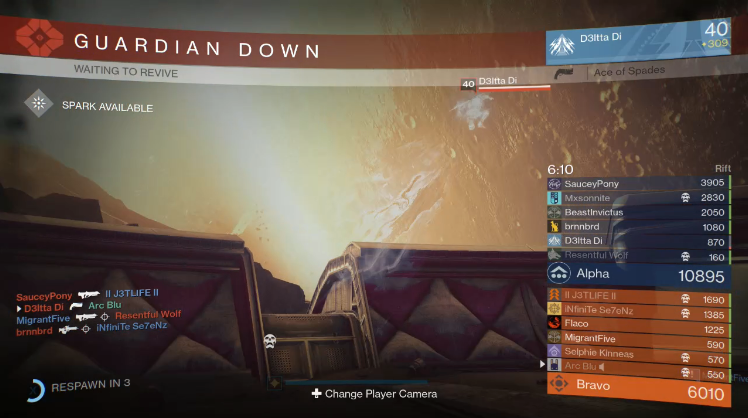 GUARDIAN DOWN
WAITING TO REVIVE
D3ltta Di
40
+309
Ace of Spades
40 D3ltta Di
SPARK AVAILABLE
6:10 Rift
SauceyPony 3905
Mxsonnite 2830
BeastInvictus 2050
brnnbrd 1080
D3ltta Di 870
Resentful Wolf 160
Alpha 10895
II J3TLIFE II 1690
iNfiniTe Se7eNz 1385
Flaco 1225
MigrantFive 590
Selphie Kinneas 570
Arc Blu 550
Bravo 6010
SauceyPony II J3TLIFE II
D3ltta Di Arc Blu
MigrantFive Resentful Wolf
brnnbrd iNfiniTe Se7eNz
RESPAWN IN 3
Change Player Camera